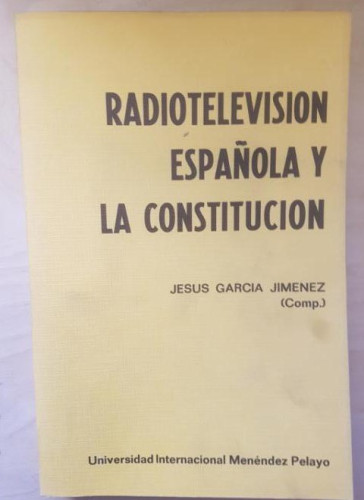 RADIOTELEVISION
ESPAÑOLA Y
LA CONSTITUCION
JESUS GARCIA JIMENEZ
(Comp.)
Universidad Internacional Menéndez Pelayo